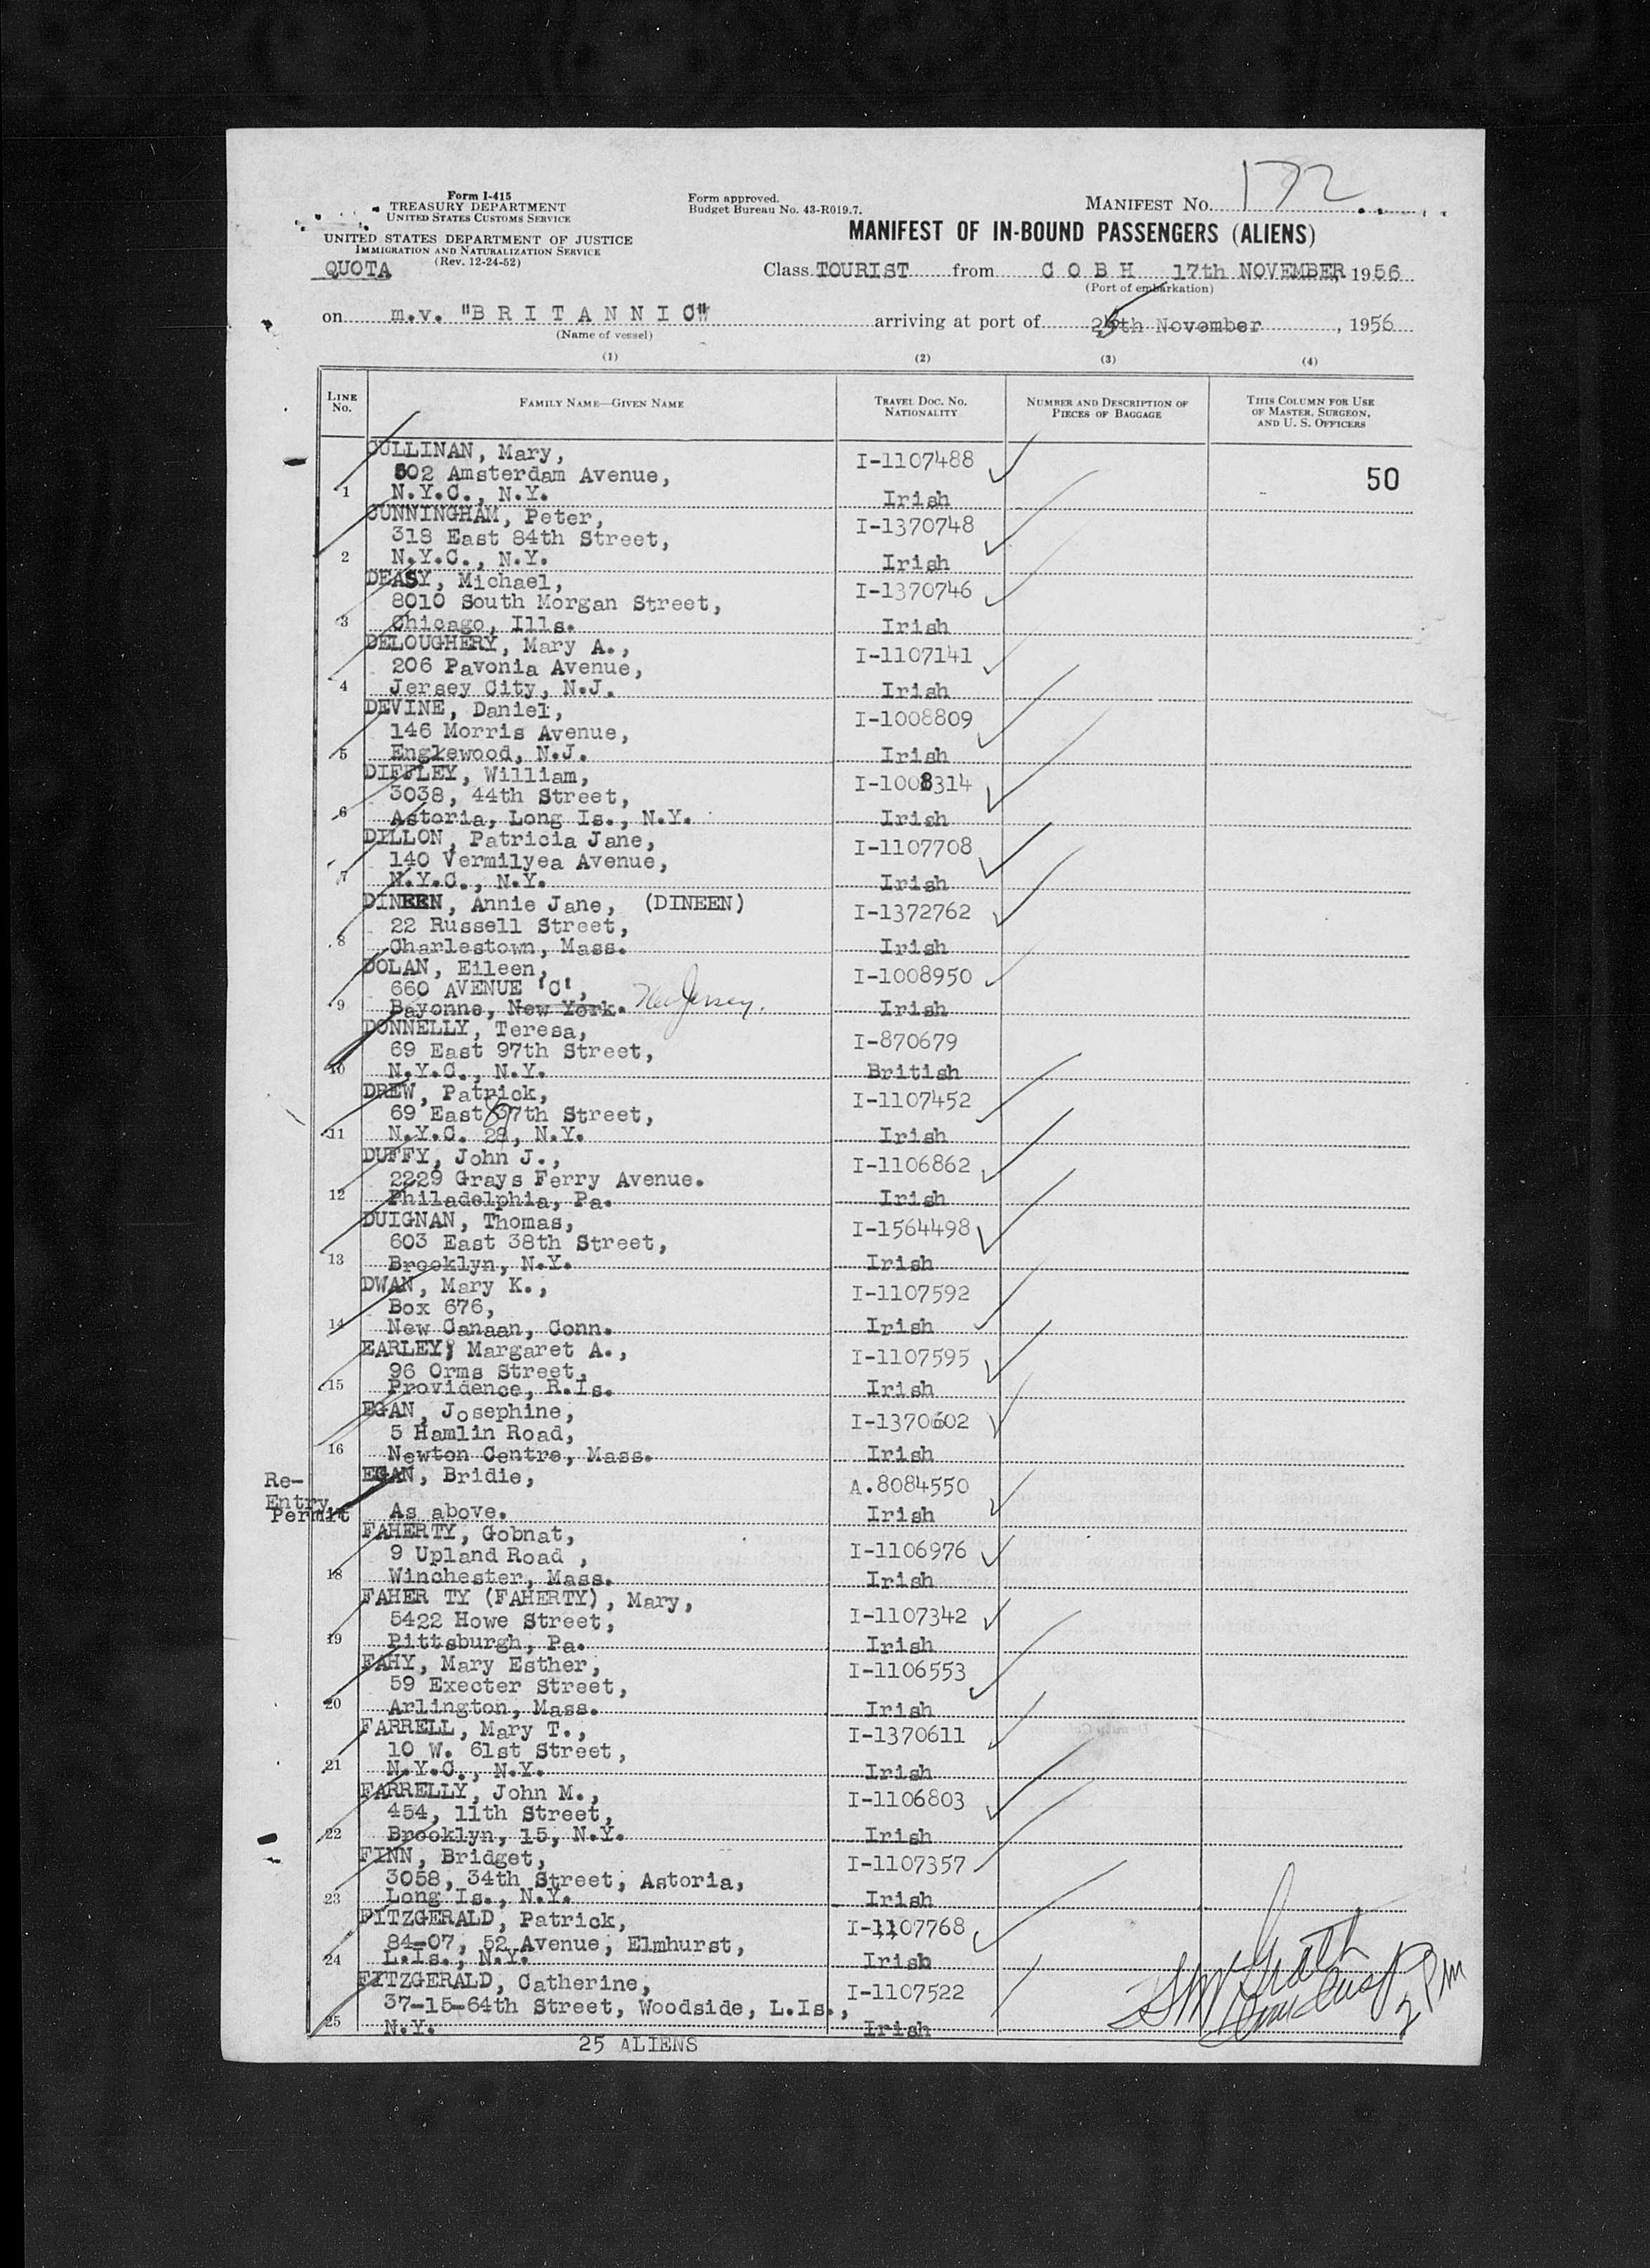 Form I-415
TREASURY DEPARTMENT
UNITED STATES CUSTOMS SERVICE
UNITED STATES DEPARTMENT OF JUSTICE
IMMIGRATION AND NATURALIZATION SERVICE
(Rev. 12-24-52)
QUOTA
Form approved.
Budget Bureau No. 43-R019.7.
MANIFEST NO. 172
MANIFEST OF IN-BOUND PASSENGERS (ALIENS)
Class TOURIST from C O B H 17th NOVEMBER, 1956
(Port of embarkation)
on m.v. "B R I T A N N I C" arriving at port of 25th November, 1956
(Name of vessel)
(1) (2) (3) (4)
LINE No. FAMILY NAME—GIVEN NAME TRAVEL DOC. NO. NATIONALITY NUMBER AND DESCRIPTION OF PIECES OF BAGGAGE THIS COLUMN FOR USE OF MASTER, SURGEON, AND U. S. OFFICERS
CULLINAN, Mary, I-1107488
502 Amsterdam Avenue, 50
1 N.Y.C., N.Y. Irish
CUNNINGHAM, Peter, I-1370748
318 East 84th Street,
2 N.Y.C., N.Y. Irish
DEASY, Michael, I-1370746
8010 South Morgan Street,
3 Chicago, Ills. Irish
DELOUGHERY, Mary A., I-1107141
206 Pavonia Avenue,
4 Jersey City, N.J. Irish
DEVINE, Daniel, I-1008809
146 Morris Avenue,
5 Englewood, N.J. Irish
DIFFLEY, William, I-1008314
3038, 44th Street,
6 Astoria, Long Is., N.Y. Irish
DILLON, Patricia Jane, I-1107708
140 Vermilyea Avenue,
7 N.Y.C., N.Y. Irish
DINEEN, Annie Jane, (DINEEN) I-1372762
22 Russell Street,
8 Charlestown, Mass. Irish
DOLAN, Eileen, I-1008950
660 AVENUE 'C',
9 Bayonne, New York. New Jersey. Irish
DONNELLY, Teresa, I-870679
69 East 97th Street,
10 N.Y.C., N.Y. British
DREW, Patrick, I-1107452
69 East 97th Street,
11 N.Y.C. 29, N.Y. Irish
DUFFY, John J., I-1106862
2229 Grays Ferry Avenue.
12 Philadelphia, Pa. Irish
DUIGNAN, Thomas, I-1564498
603 East 38th Street,
13 Brooklyn, N.Y. Irish
DWAN, Mary K., I-1107592
Box 676,
14 New Canaan, Conn. Irish
EARLEY, Margaret A., I-1107595
96 Orms Street,
15 Providence, R.Is. Irish
EGAN, Josephine, I-1370602
5 Hamlin Road,
16 Newton Centre, Mass. Irish
Re-Entry Permit EGAN, Bridie, A.8084550
As above. Irish
FAHERTY, Gobnat, I-1106976
9 Upland Road ,
18 Winchester, Mass. Irish
FAHER TY (FAHERTY), Mary, I-1107342
5422 Howe Street,
19 Pittsburgh, Pa. Irish
FAHY, Mary Esther, I-1106553
59 Execter Street,
20 Arlington, Mass. Irish
FARRELL, Mary T., I-1370611
10 W. 61st Street,
21 N.Y.C., N.Y. Irish
FARRELLY, John M., I-1106803
454, 11th Street,
22 Brooklyn, 15, N.Y. Irish
FINN, Bridget, I-1107357
3058, 34th Street, Astoria,
23 Long Is., N.Y. Irish
FITZGERALD, Patrick, I-1107768
84-07, 52 Avenue, Elmhurst,
24 L.Is., N.Y. Irish
FITZGERALD, Catherine, I-1107522
37-15-64th Street, Woodside, L.Is.,
25 N.Y. Irish
2 PM
25 ALIENS